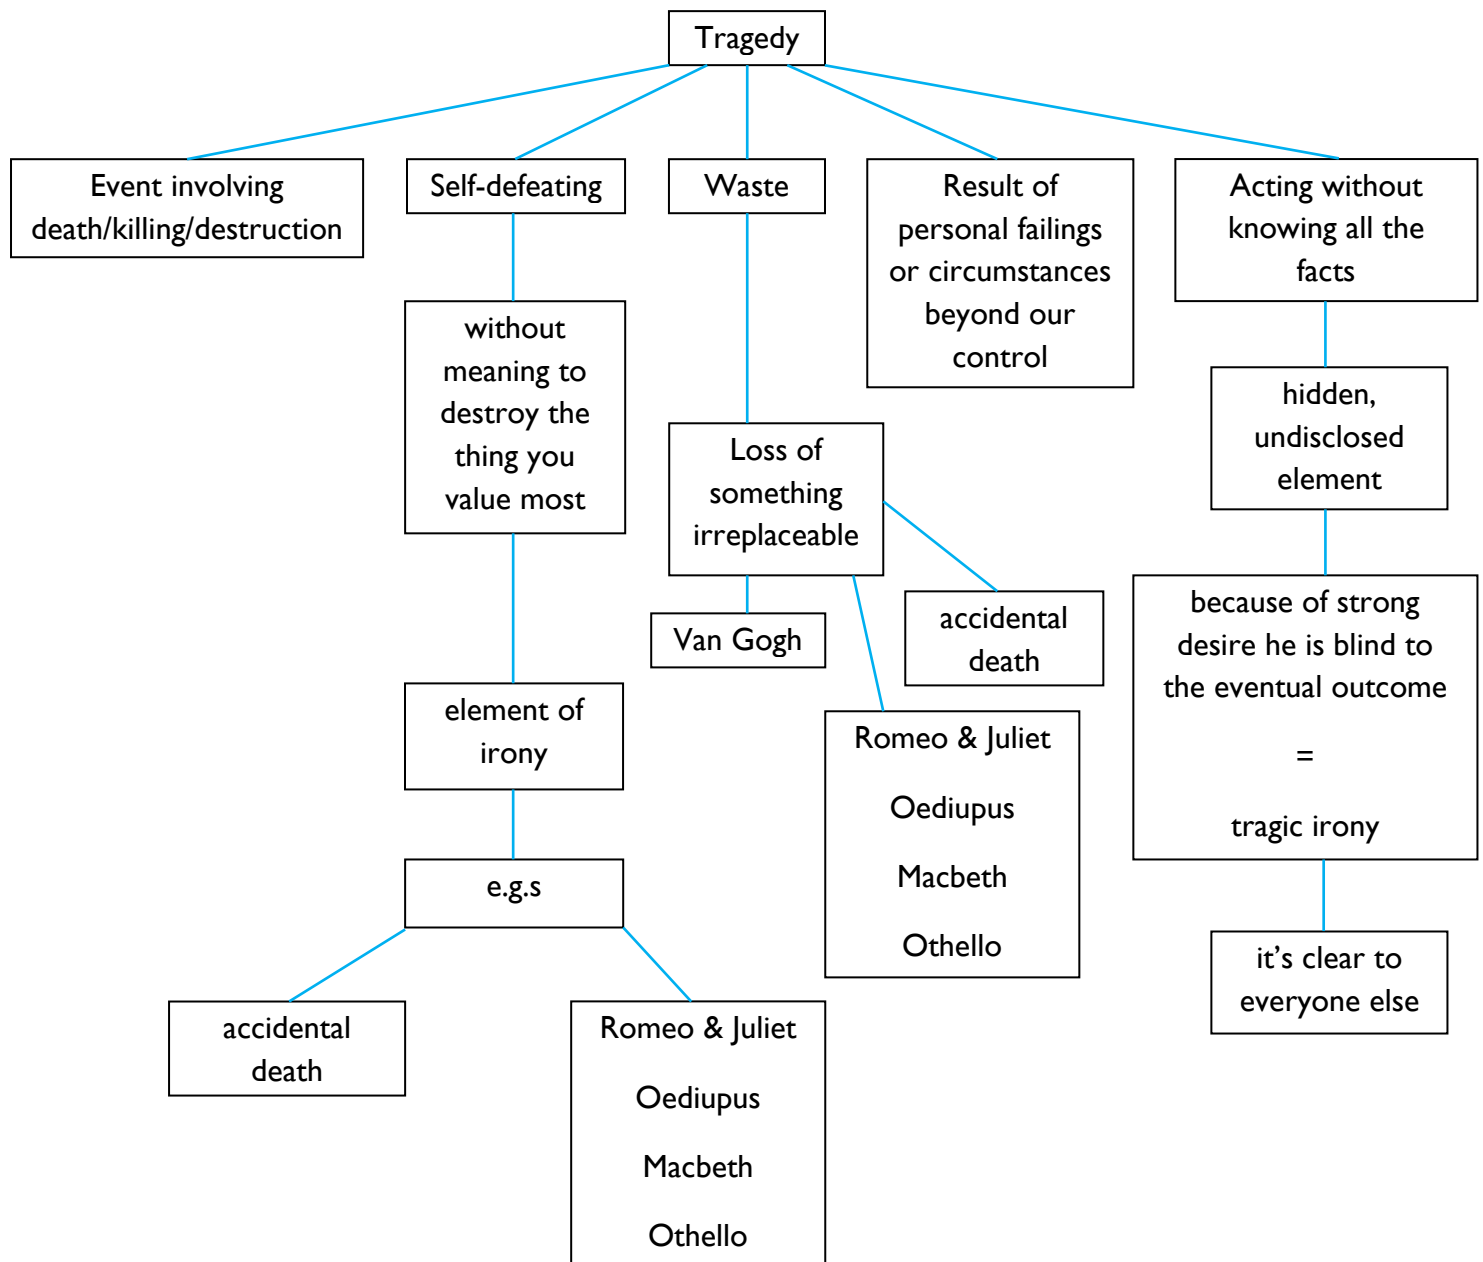 Tragedy
Event involving
death/killing/destruction
Self-defeating
Waste
Result of
personal failings
or circumstances
beyond our
control
Acting without
knowing all the
facts
without
meaning to
destroy the
thing you
value most
hidden,
undisclosed
element
Loss of
something
irreplaceable
Van Gogh
accidental
death
because of strong
desire he is blind to
the eventual outcome
=
tragic irony
element of
irony
Romeo & Juliet
Oediupus
Macbeth
Othello
e.g.s
it’s clear to
everyone else
accidental
death
Romeo & Juliet
Oediupus
Macbeth
Othello